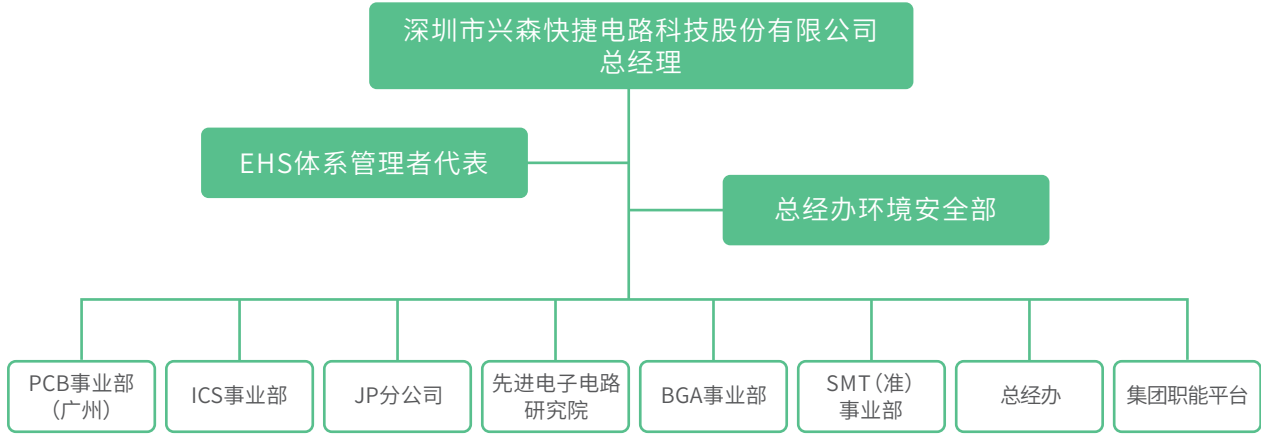 深圳市兴森快捷电路科技股份有限公司
总经理
EHS体系管理者代表
总经办环境安全部
PCB事业部
（广州）
ICS事业部
JP分公司
先进电子电路
研究院
BGA事业部
SMT（准）
事业部
总经办
集团职能平台